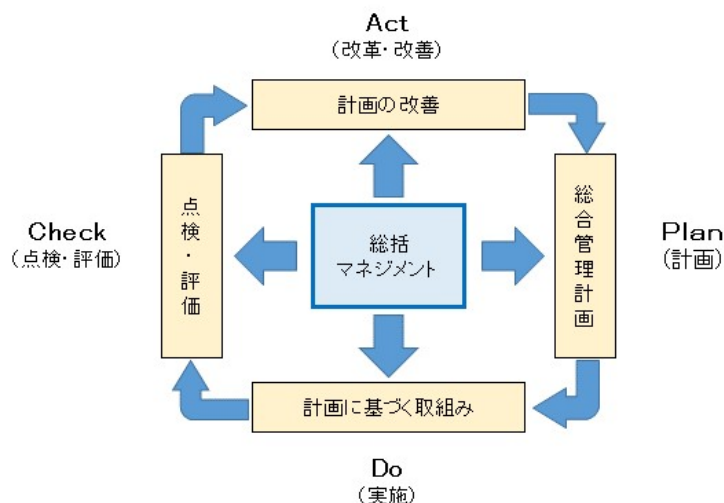 Act
(改革・改善)
計画の改善
点検・評価
Check
(点検・評価)
総括
マネジメント
総合管理計画
Plan
(計画)
計画に基づく取組み
Do
(実施)